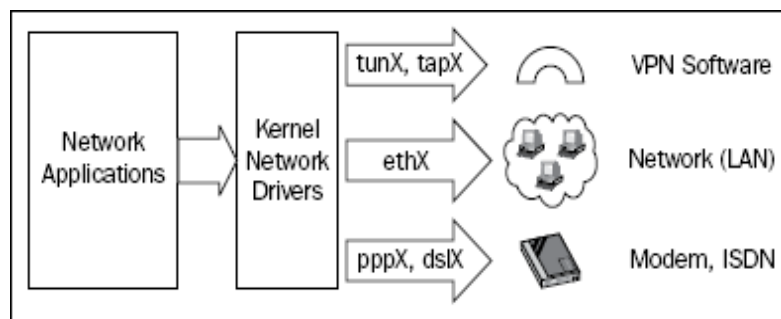 Network
Applications
Kernel
Network
Drivers
tunX, tapX
VPN Software
ethX
Network (LAN)
pppX, dslX
Modem, ISDN